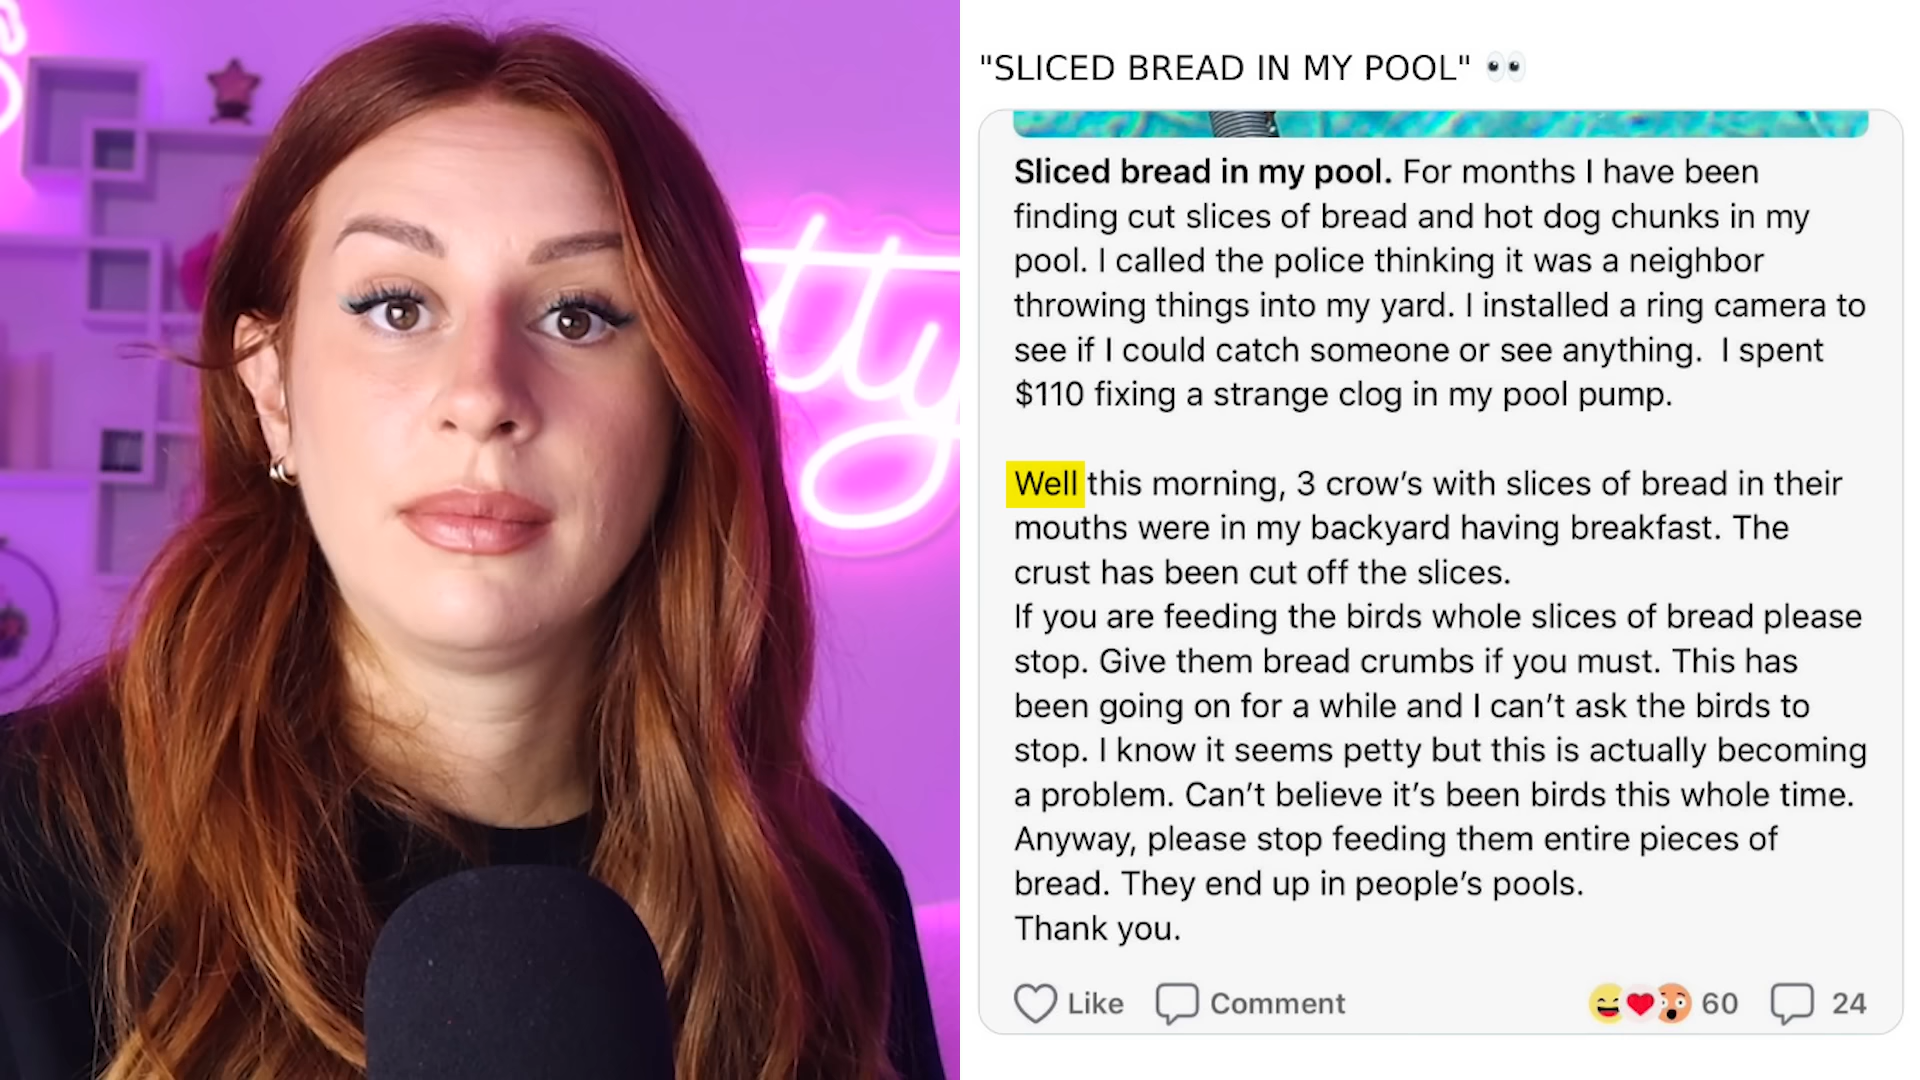 tty
"SLICED BREAD IN MY POOL" 👀
Sliced bread in my pool. For months I have been
finding cut slices of bread and hot dog chunks in my
pool. I called the police thinking it was a neighbor
throwing things into my yard. I installed a ring camera to
see if I could catch someone or see anything.  I spent
$110 fixing a strange clog in my pool pump.
Well this morning, 3 crow’s with slices of bread in their
mouths were in my backyard having breakfast. The
crust has been cut off the slices.
If you are feeding the birds whole slices of bread please
stop. Give them bread crumbs if you must. This has
been going on for a while and I can’t ask the birds to
stop. I know it seems petty but this is actually becoming
a problem. Can’t believe it’s been birds this whole time.
Anyway, please stop feeding them entire pieces of
bread. They end up in people’s pools.
Thank you.
Like Comment 60 24